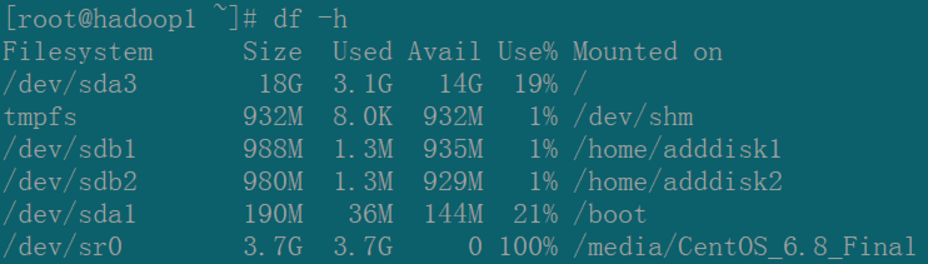 [root@hadoop1 ~]# df -h
Filesystem      Size  Used Avail Use% Mounted on
/dev/sda3        18G  3.1G   14G  19% /
tmpfs           932M  8.0K  932M   1% /dev/shm
/dev/sdb1       988M  1.3M  935M   1% /home/adddisk1
/dev/sdb2       980M  1.3M  929M   1% /home/adddisk2
/dev/sda1       190M   36M  144M  21% /boot
/dev/sr0        3.7G  3.7G     0 100% /media/CentOS_6.8_Final